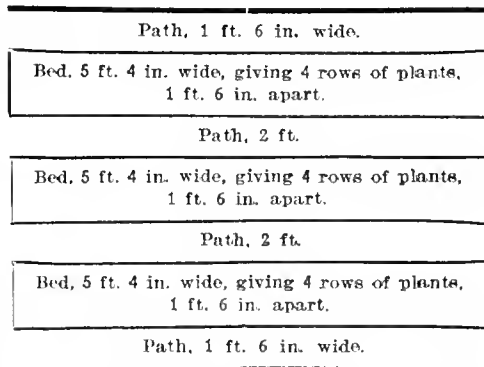 Path, 1 ft. 6 in. wide.
Bed, 5 ft. 4 in. wide, giving 4 rows of plants,
1 ft. 6 in. apart.
Path, 2 ft.
Bed, 5 ft. 4 in. wide, giving 4 rows of plants,
1 ft. 6 in. apart.
Path, 2 ft.
Bed, 5 ft. 4 in. wide, giving 4 rows of plants,
1 ft. 6 in. apart.
Path, 1 ft. 6 in. wide.